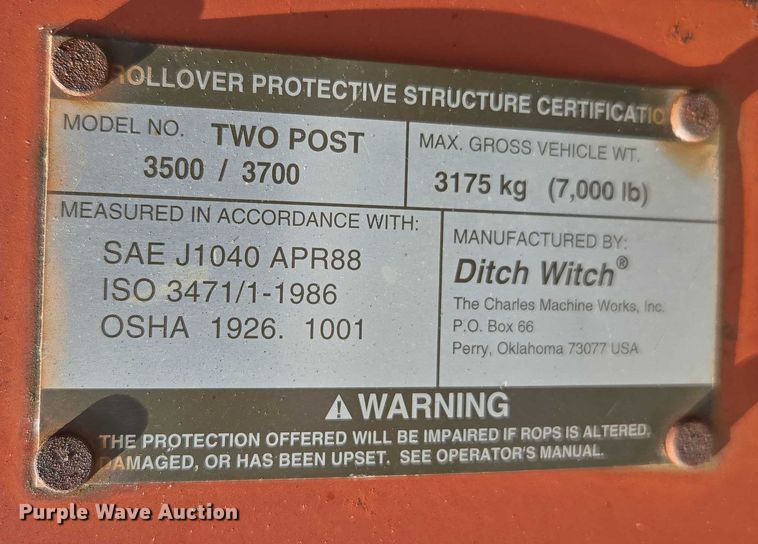 ROLLOVER PROTECTIVE STRUCTURE CERTIFICATIO
MODEL NO. TWO POST
3500 / 3700
MAX. GROSS VEHICLE WT.
3175 kg (7,000 lb)
MEASURED IN ACCORDANCE WITH:
SAE J1040 APR88
ISO 3471/1-1986
OSHA 1926. 1001
MANUFACTURED BY:
Ditch Witch®
The Charles Machine Works, Inc.
P.O. Box 66
Perry, Oklahoma 73077 USA
⚠ WARNING
THE PROTECTION OFFERED WILL BE IMPAIRED IF ROPS IS ALTERED,
DAMAGED, OR HAS BEEN UPSET. SEE OPERATOR'S MANUAL.
Purple Wave Auction